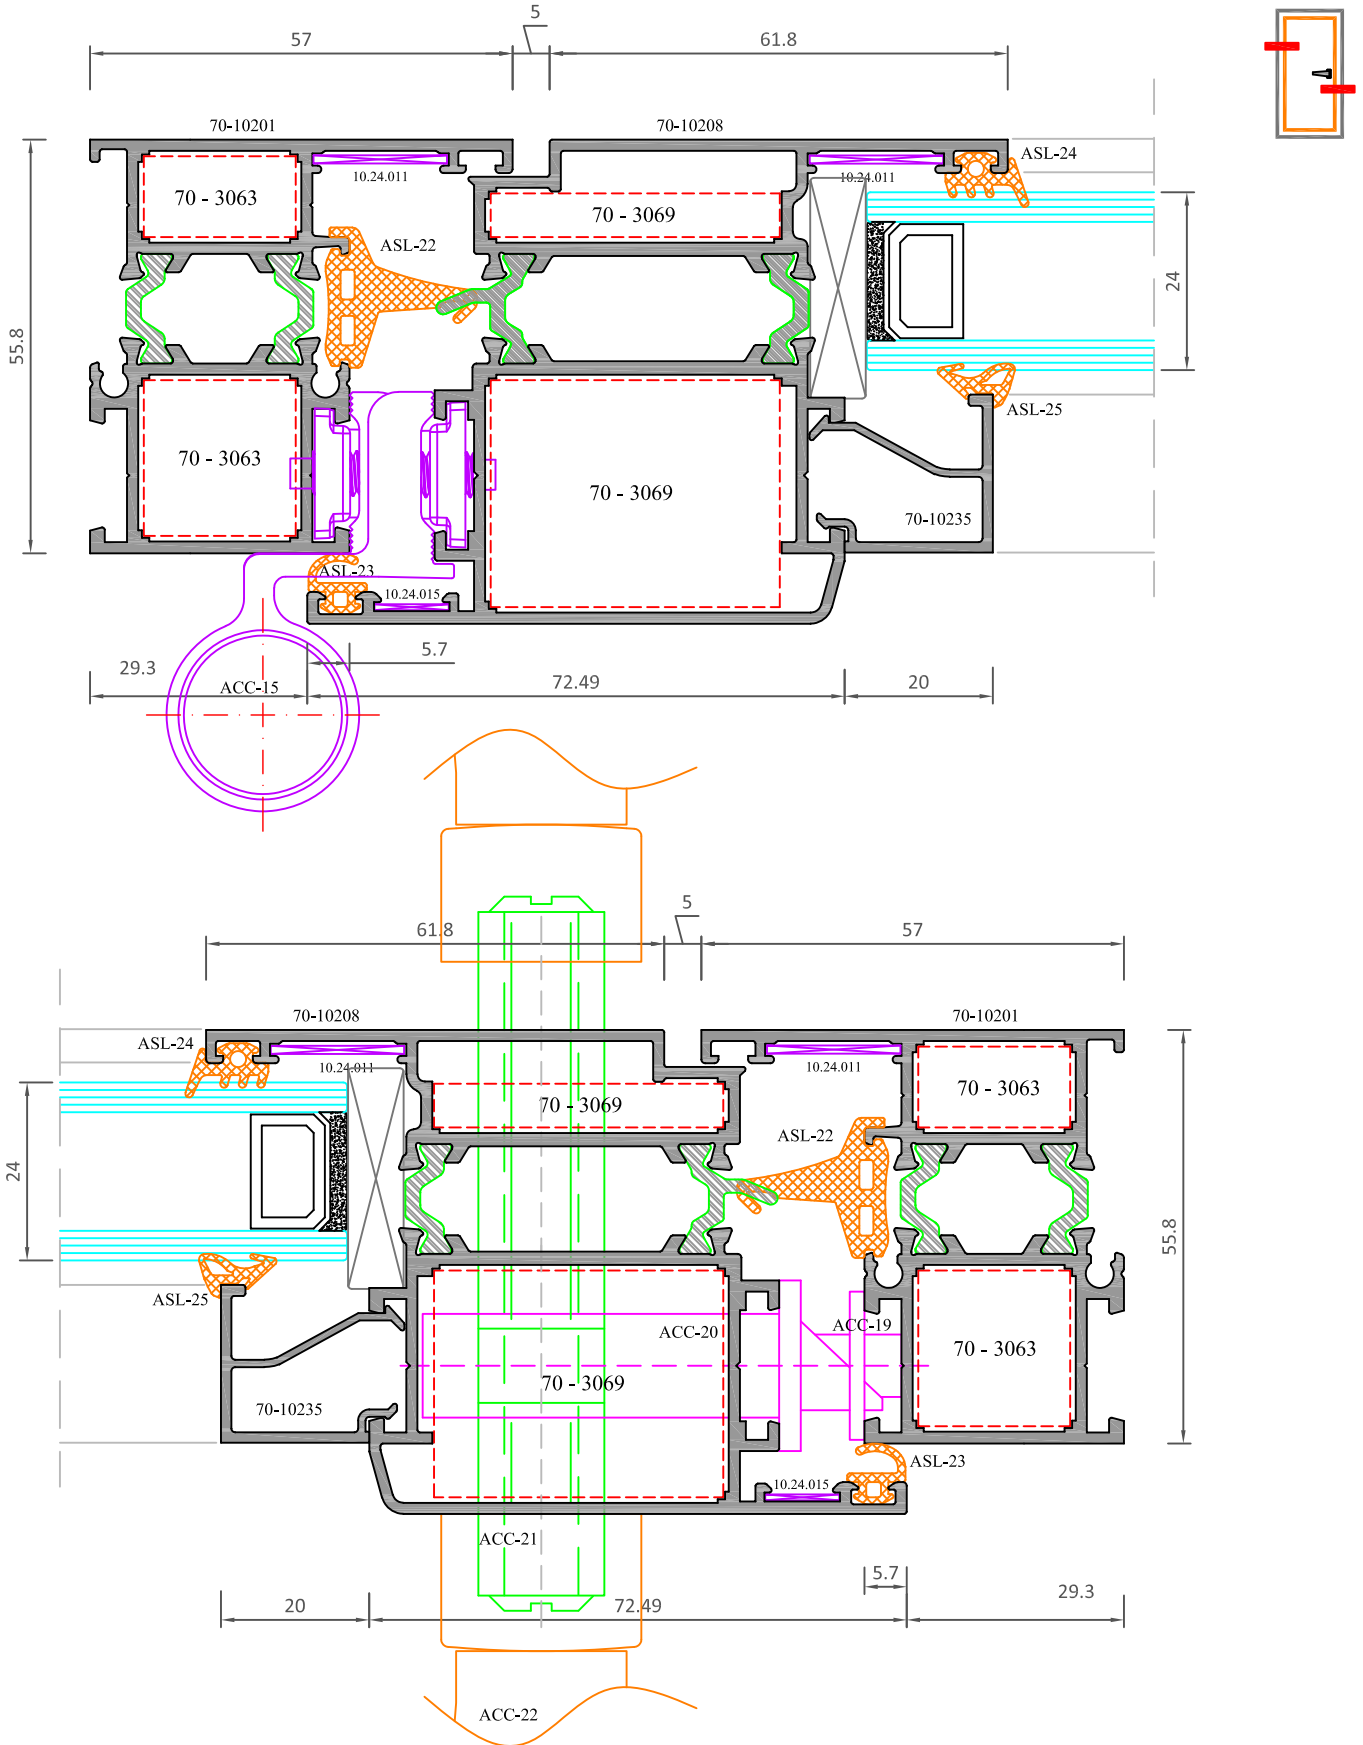 5
57
61.8
70-10201
70-10208
ASL-24
10.24.011
10.24.011
70 - 3063
70 - 3069
ASL-22
24
55.8
ASL-25
70 - 3063
70 - 3069
70-10235
ASL-23
10.24.015
5.7
29.3
72.49
20
ACC-15
5
61.8
57
70-10208
70-10201
ASL-24
10.24.011
10.24.011
70 - 3069
70 - 3063
ASL-22
24
55.8
ASL-25
ACC-20
ACC-19
70 - 3063
70 - 3069
70-10235
ASL-23
10.24.015
ACC-21
5.7
20
72.49
29.3
ACC-22